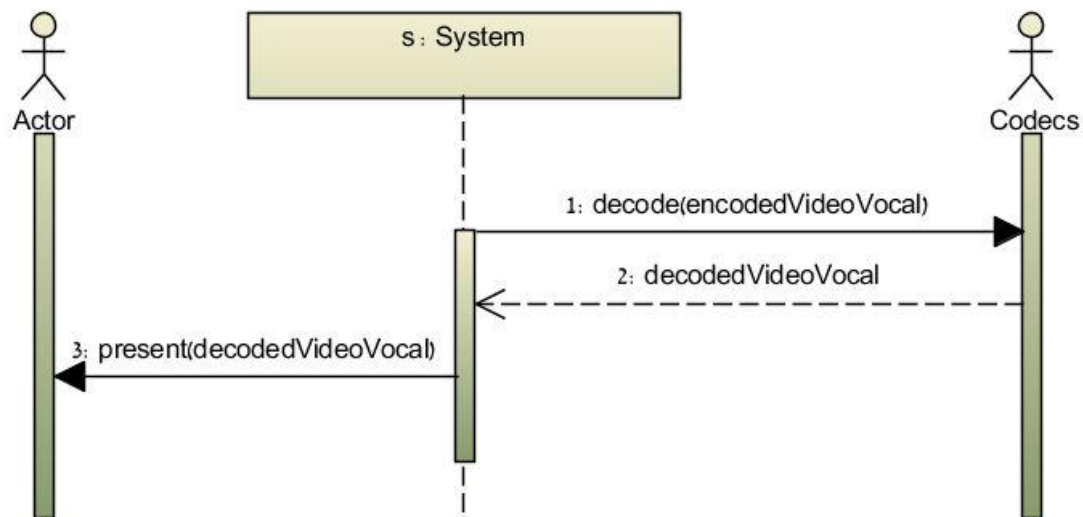 s: System
Actor
Codecs
1: decode(encodedVideoVocal)
2: decodedVideoVocal
3: present(decodedVideoVocal)